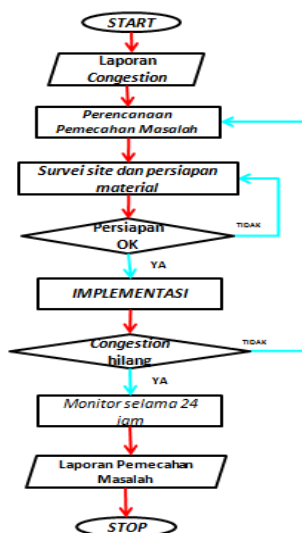 START
Laporan
Congestion
Perencanaan
Pemecahan Masalah
Survei site dan persiapan
material
Persiapan
OK
TIDAK
YA
IMPLEMENTASI
Congestion
hilang
TIDAK
YA
Monitor selama 24
jam
Laporan Pemecahan
Masalah
STOP